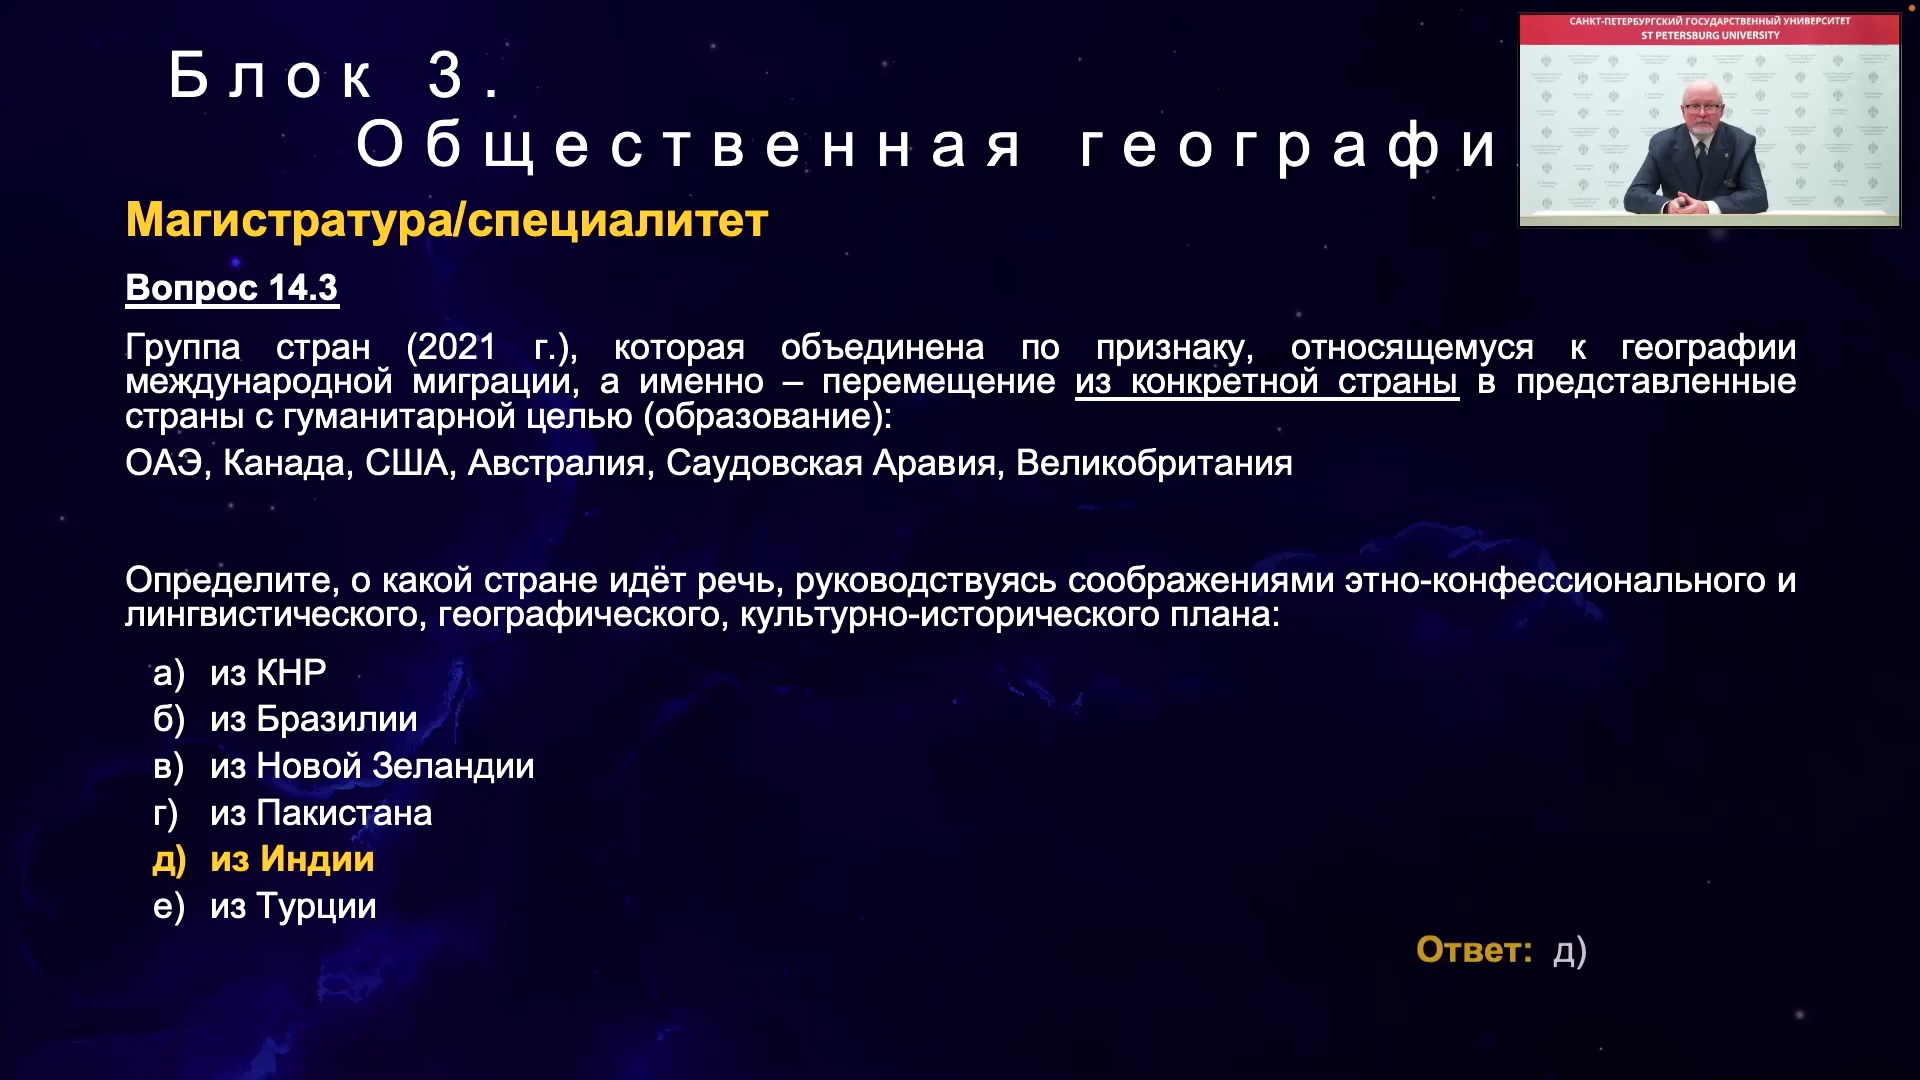 САНКТ-ПЕТЕРБУРГСКИЙ ГОСУДАРСТВЕННЫЙ УНИВЕРСИТЕТ
ST PETERSBURG UNIVERSITY
Блок 3.
Общественная географи
Магистратура/специалитет
Вопрос 14.3
Группа стран (2021 г.), которая объединена по признаку, относящемуся к географии
международной миграции, а именно – перемещение из конкретной страны в представленные
страны с гуманитарной целью (образование):
ОАЭ, Канада, США, Австралия, Саудовская Аравия, Великобритания
Определите, о какой стране идёт речь, руководствуясь соображениями этно-конфессионального и
лингвистического, географического, культурно-исторического плана:
а) из КНР
б) из Бразилии
в) из Новой Зеландии
г) из Пакистана
д) из Индии
е) из Турции
Ответ: д)